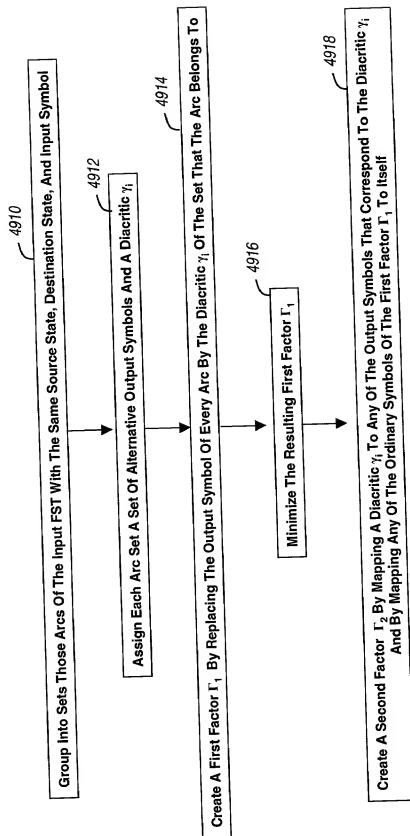 4910
Group Into Sets Those Arcs Of The Input FST With The Same Source State, Destination State, And Input Symbol
4912
Assign Each Arc Set A Set Of Alternative Output Symbols And A Diacritic γi
4914
Create A First Factor Γ1 By Replacing The Output Symbol Of Every Arc By The Diacritic γi Of The Set That The Arc Belongs To
4916
Minimize The Resulting First Factor Γ1
4918
Create A Second Factor Γ2 By Mapping A Diacritic γi To Any Of The Output Symbols That Correspond To The Diacritic γi
And By Mapping Any Of The Ordinary Symbols Of The First Factor Γ1 To Itself